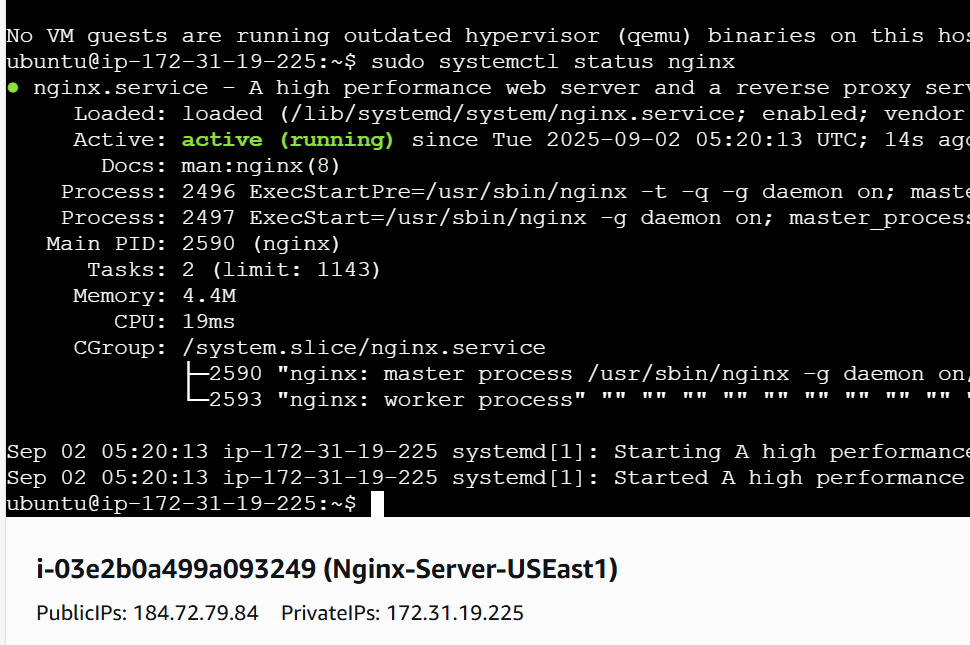 No VM guests are running outdated hypervisor (qemu) binaries on this
ubuntu@ip-172-31-19-225:~$ sudo systemctl status nginx
● nginx.service - A high performance web server and a reverse proxy
Loaded: loaded (/lib/systemd/system/nginx.service; enabled; vendor
Active: active (running) since Tue 2025-09-02 05:20:13 UTC; 14s
Docs: man:nginx(8)
Process: 2496 ExecStartPre=/usr/sbin/nginx -t -q -g daemon on;
Process: 2497 ExecStart=/usr/sbin/nginx -g daemon on; master_process
Main PID: 2590 (nginx)
Tasks: 2 (limit: 1143)
Memory: 4.4M
CPU: 19ms
CGroup: /system.slice/nginx.service
├─2590 "nginx: master process /usr/sbin/nginx -g daemon on
└─2593 "nginx: worker process" "" "" "" "" "" "" "" "" ""
Sep 02 05:20:13 ip-172-31-19-225 systemd[1]: Starting A high performance
Sep 02 05:20:13 ip-172-31-19-225 systemd[1]: Started A high performance
ubuntu@ip-172-31-19-225:~$
i-03e2b0a499a093249 (Nginx-Server-USEast1)
PublicIPs: 184.72.79.84 PrivateIPs: 172.31.19.225